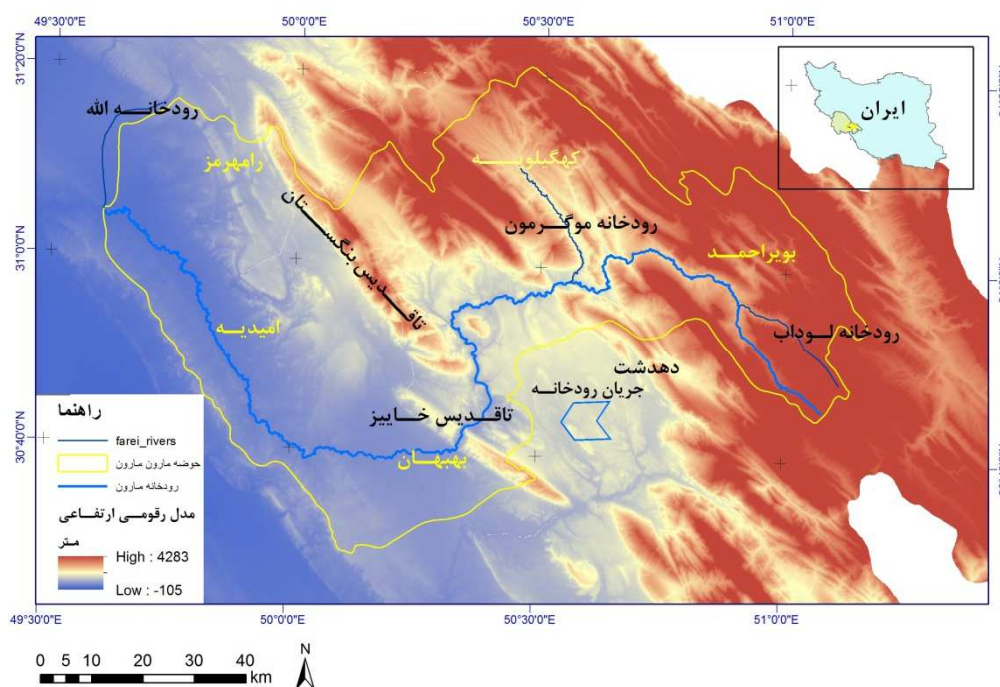 49°30'0"E
50°0'0"E
50°30'0"E
51°0'0"E
31°20'0"N
31°0'0"N
30°40'0"N
ایران
رودخانه الله
رامهرمز
کهگیلویه
تاقدیس بنگستان
رودخانه موگرمون
بویراحمد
امیدیه
رودخانه لوداب
دهدشت
جریان رودخانه
تاقدیس خاییز
بهبهان
راهنما
farei_rivers
حوضه مارون مارون
رودخانه مارون
مدل رقومی ارتفاعی
متر
High : 4283
Low : -105
49°30'0"E
50°0'0"E
50°30'0"E
51°0'0"E
0 5 10 20 30 40
km
N